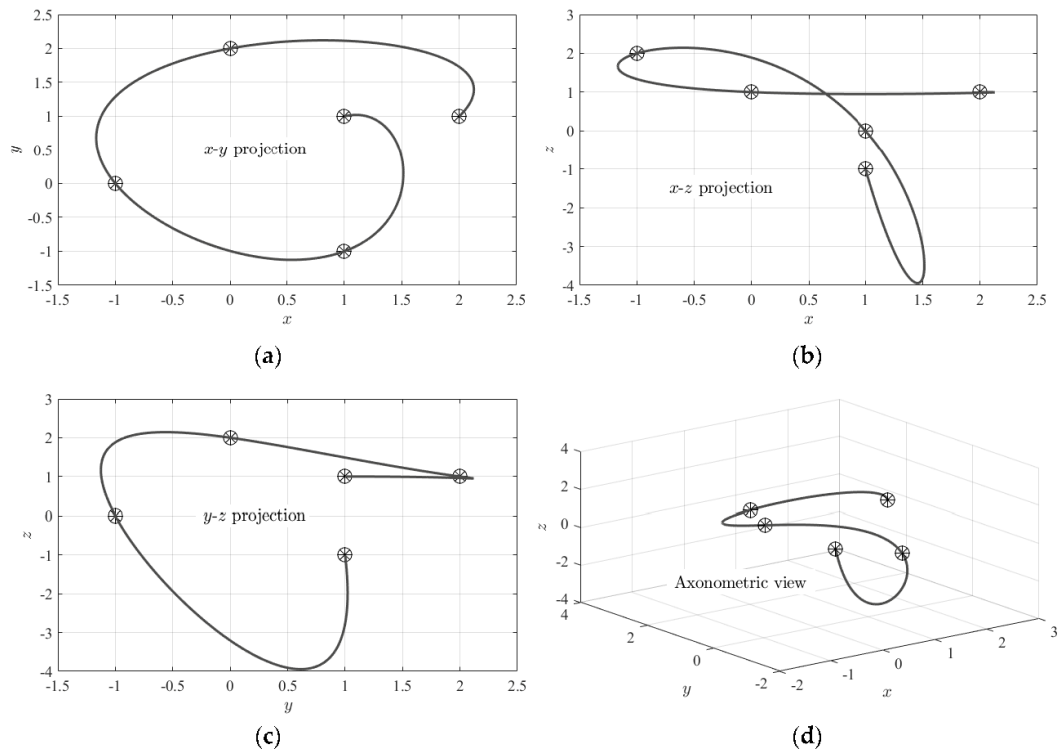 2.5
2
1.5
1
0.5
0
-0.5
-1
-1.5
y
x-y projection
-1.5 -1 -0.5 0 0.5 1 1.5 2 2.5
x
(a)
3
2
1
0
-1
-2
-3
-4
z
x-z projection
-1.5 -1 -0.5 0 0.5 1 1.5 2 2.5
x
(b)
3
2
1
0
-1
-2
-3
-4
z
y-z projection
-1.5 -1 -0.5 0 0.5 1 1.5 2 2.5
y
(c)
4
2
0
-2
-4
z
Axonometric view
4 2 0 -2
y
-2 -1 0 1 2 3
x
(d)